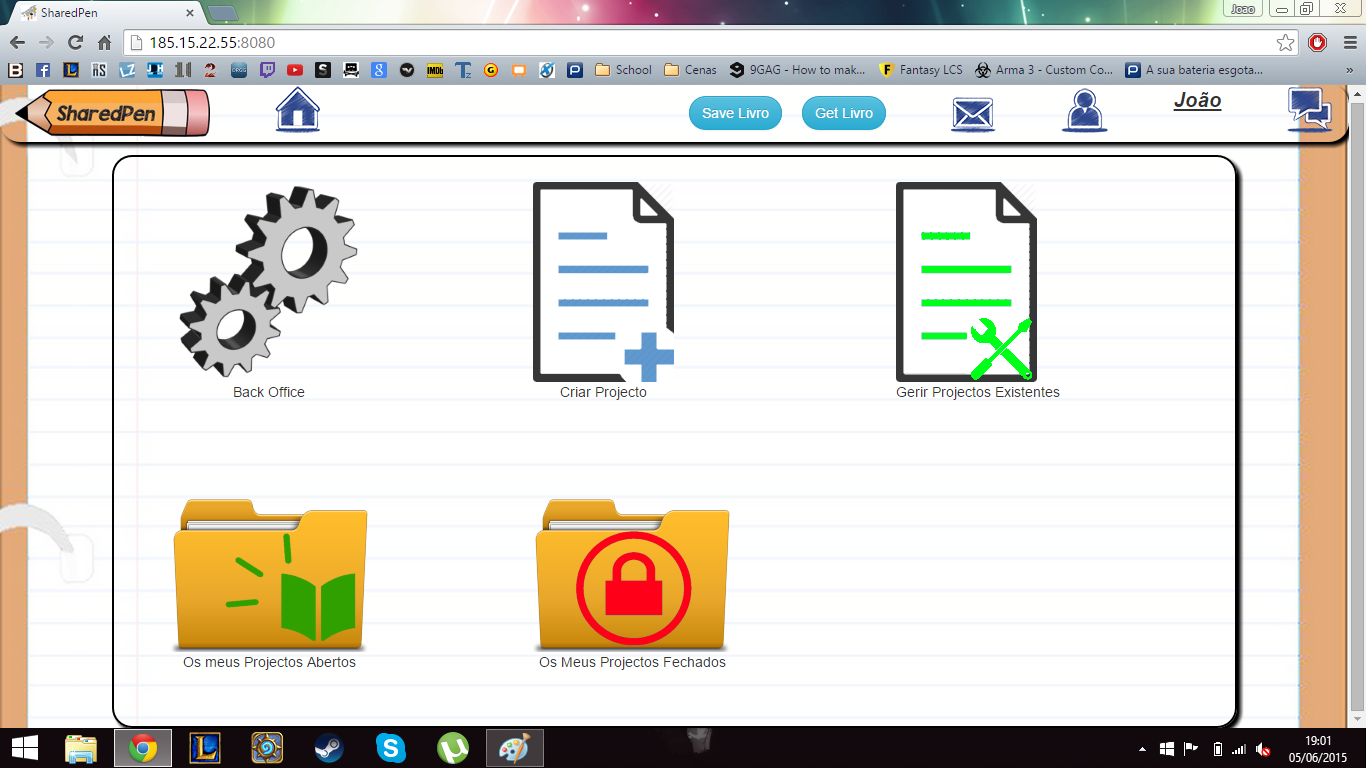 SharedPen
Joao
185.15.22.55:8080
School
Cenas
9GAG - How to mak...
Fantasy LCS
Arma 3 - Custom Co...
A sua bateria esgota...
»
SharedPen
Save Livro
Get Livro
João
Back Office
Criar Projecto
Gerir Projectos Existentes
Os meus Projectos Abertos
Os Meus Projectos Fechados
19:01
05/06/2015